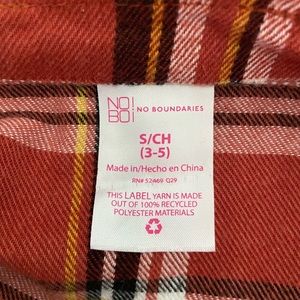 NO!
BO!
NO BOUNDARIES
S/CH
(3-5)
Made in/Hecho en China
RN# 52469 Q29
THIS LABEL YARN IS MADE
OUT OF 100% RECYCLED
POLYESTER MATERIALS